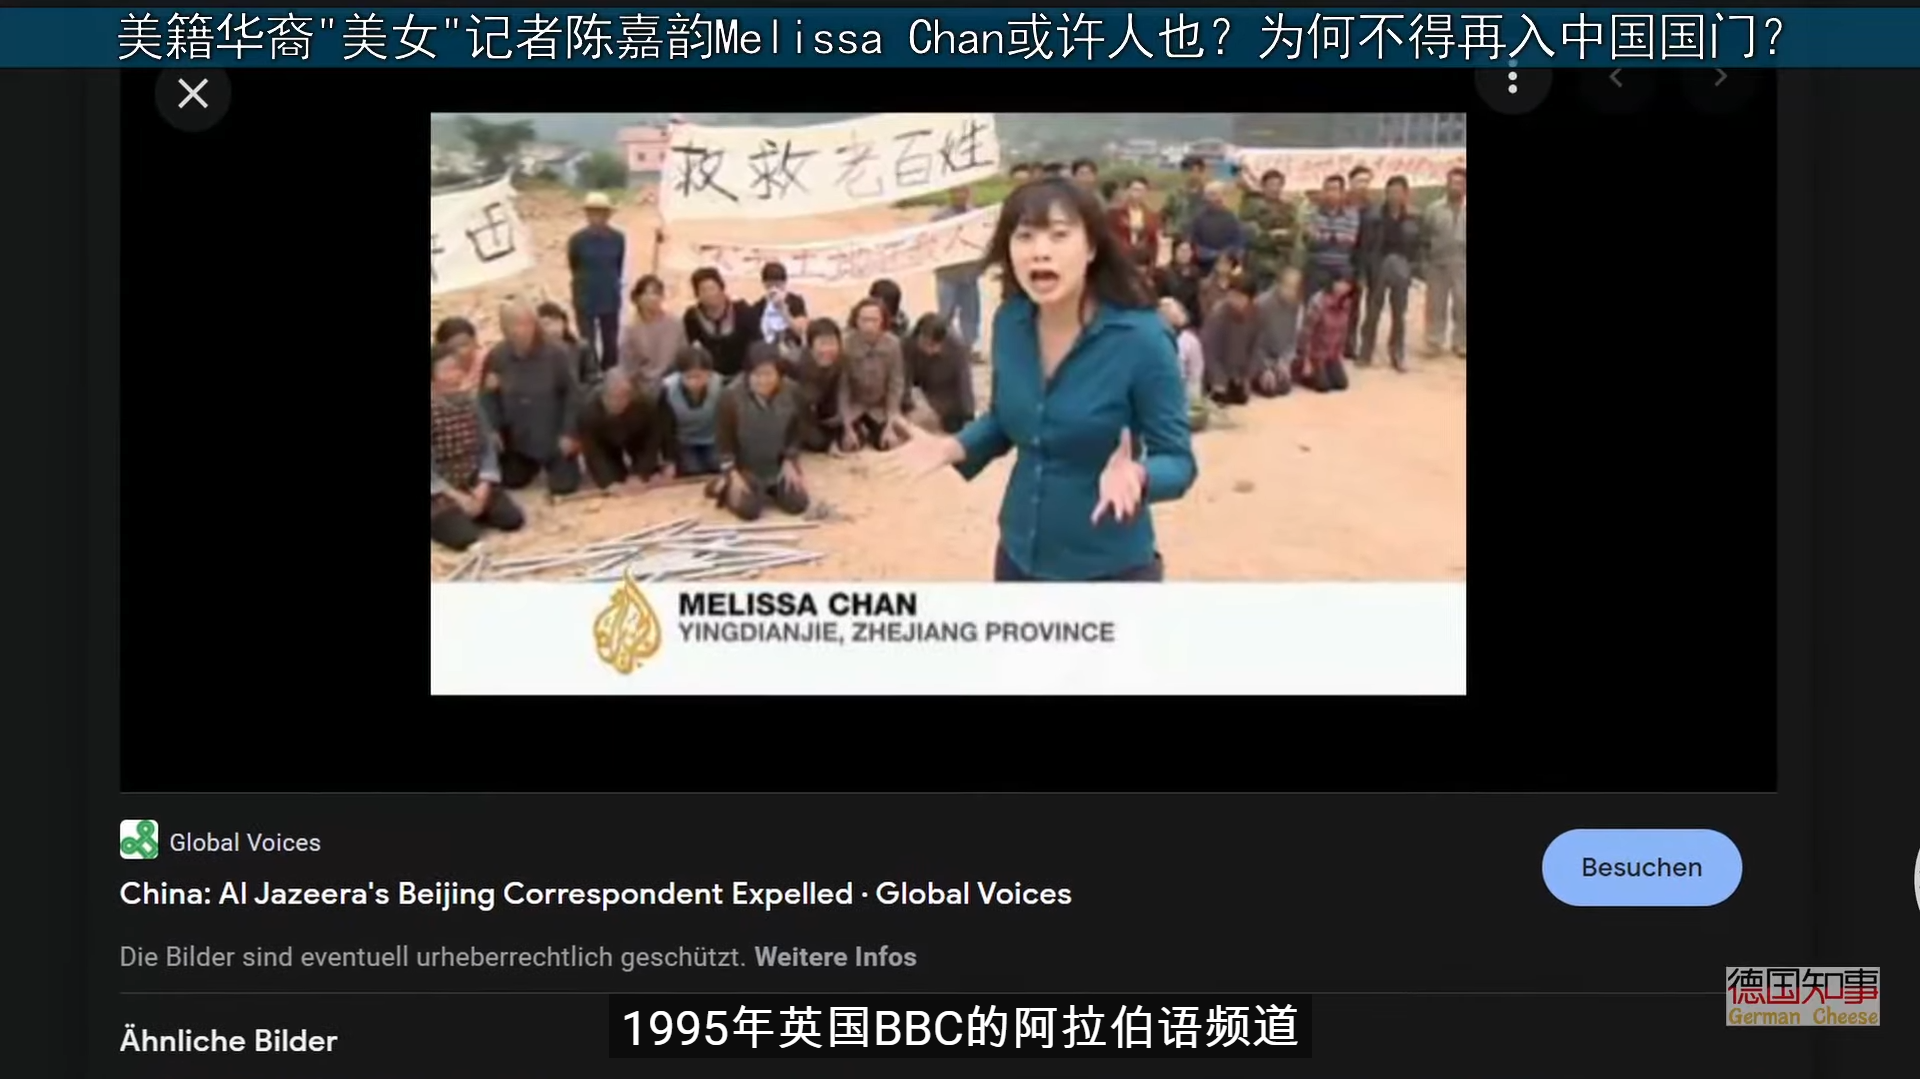 美籍华裔"美女"记者陈嘉韵Melissa Chan或许人也？为何不得再入中国国门？
救救老百姓
MELISSA CHAN
YINGDIANJIE, ZHEJIANG PROVINCE
Global Voices
China: Al Jazeera's Beijing Correspondent Expelled · Global Voices
Besuchen
Die Bilder sind eventuell urheberrechtlich geschützt. Weitere Infos
Ähnliche Bilder
1995年英国BBC的阿拉伯语频道
德国知事
German Cheese